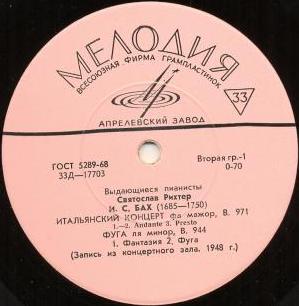 МЕЛОДИЯ
ВСЕСОЮЗНАЯ ФИРМА ГРАМПЛАСТИНОК
33
АПРЕЛЕВСКИЙ ЗАВОД
ГОСТ 5289-68
33Д-17703
Вторая гр.-1
0-70
Выдающиеся пианисты
Святослав Рихтер
И. С. БАХ (1685—1750)
ИТАЛЬЯНСКИЙ КОНЦЕРТ фа мажор, В. 971
1.—2. Andante 3. Presto
ФУГА ля минор, В. 944
1. Фантазия 2. Фуга
(Запись из концертного зала. 1948 г.)